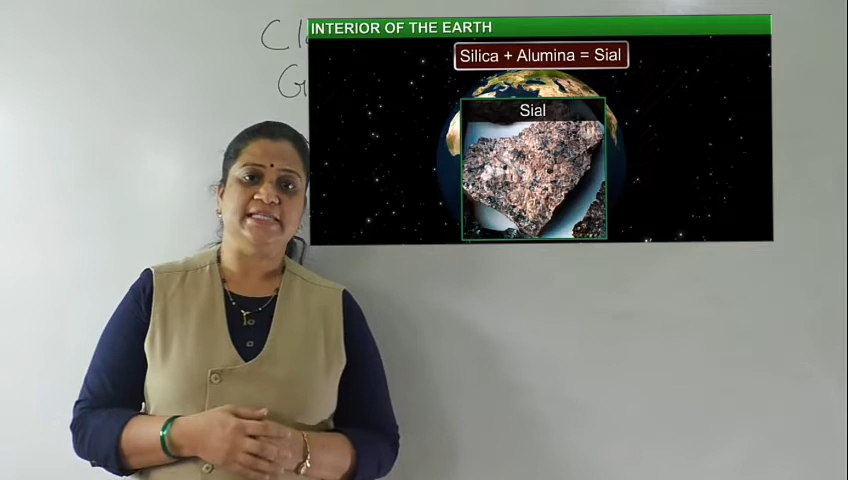 INTERIOR OF THE EARTH
Silica + Alumina = Sial
Sial